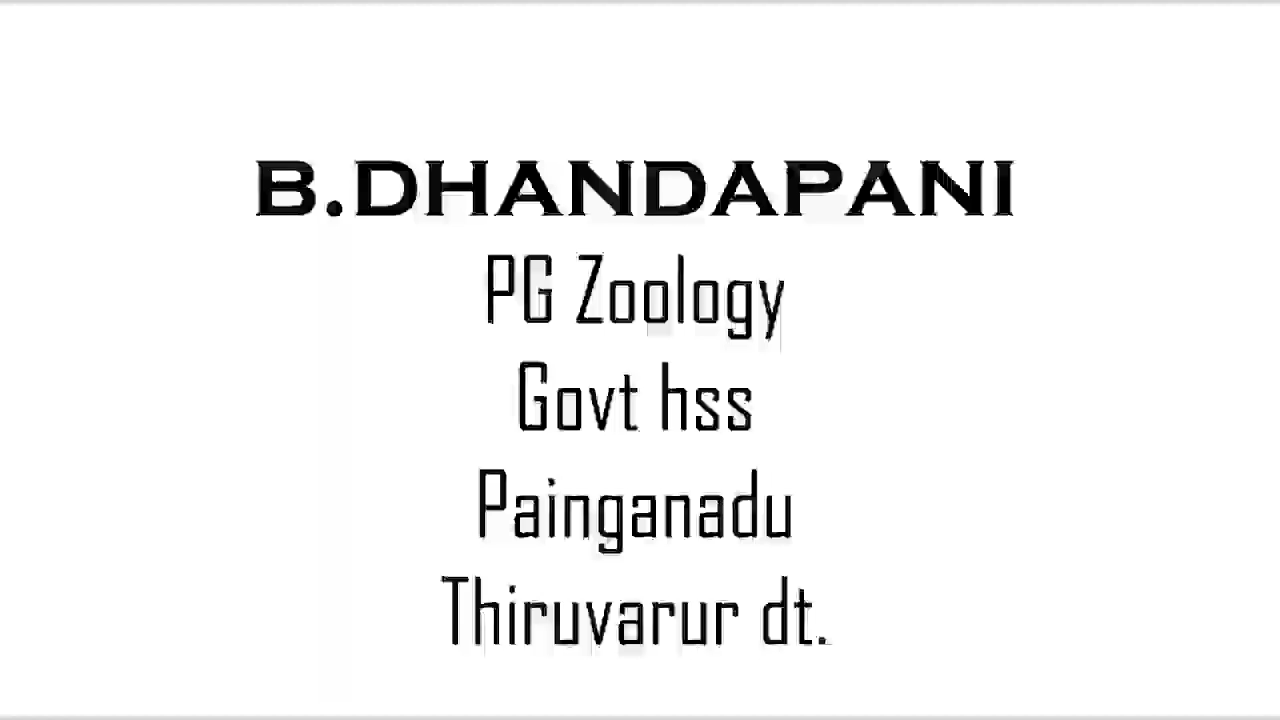 B.DHANDAPANI
PG Zoology
Govt hss
Painganadu
Thiruvarur dt.